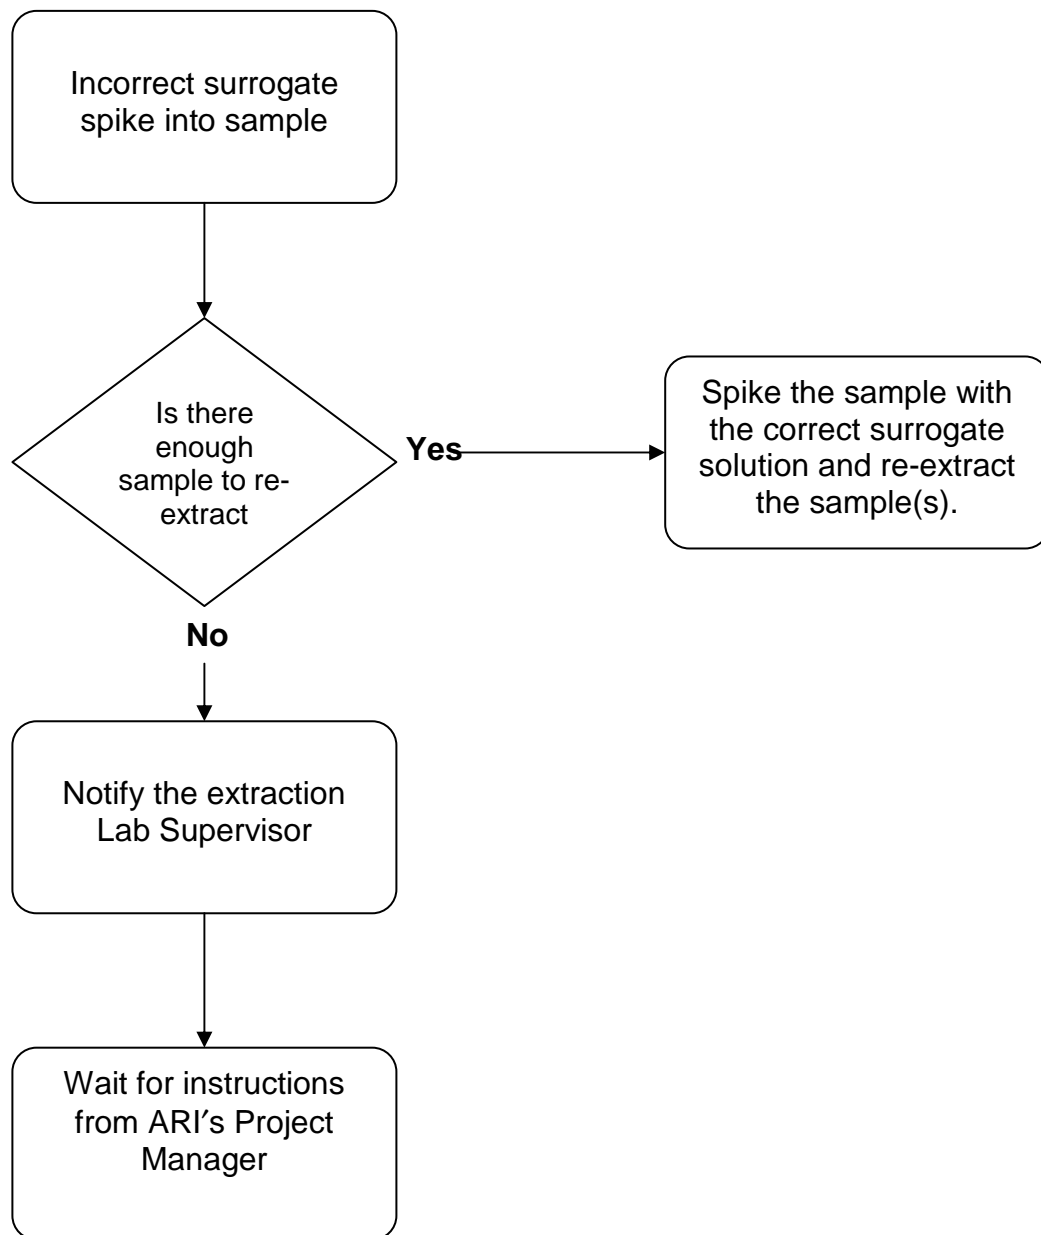 Incorrect surrogate
spike into sample
Is there
enough
sample to re-
extract
Yes
Spike the sample with
the correct surrogate
solution and re-extract
the sample(s).
No
Notify the extraction
Lab Supervisor
Wait for instructions
from ARI′s Project
Manager